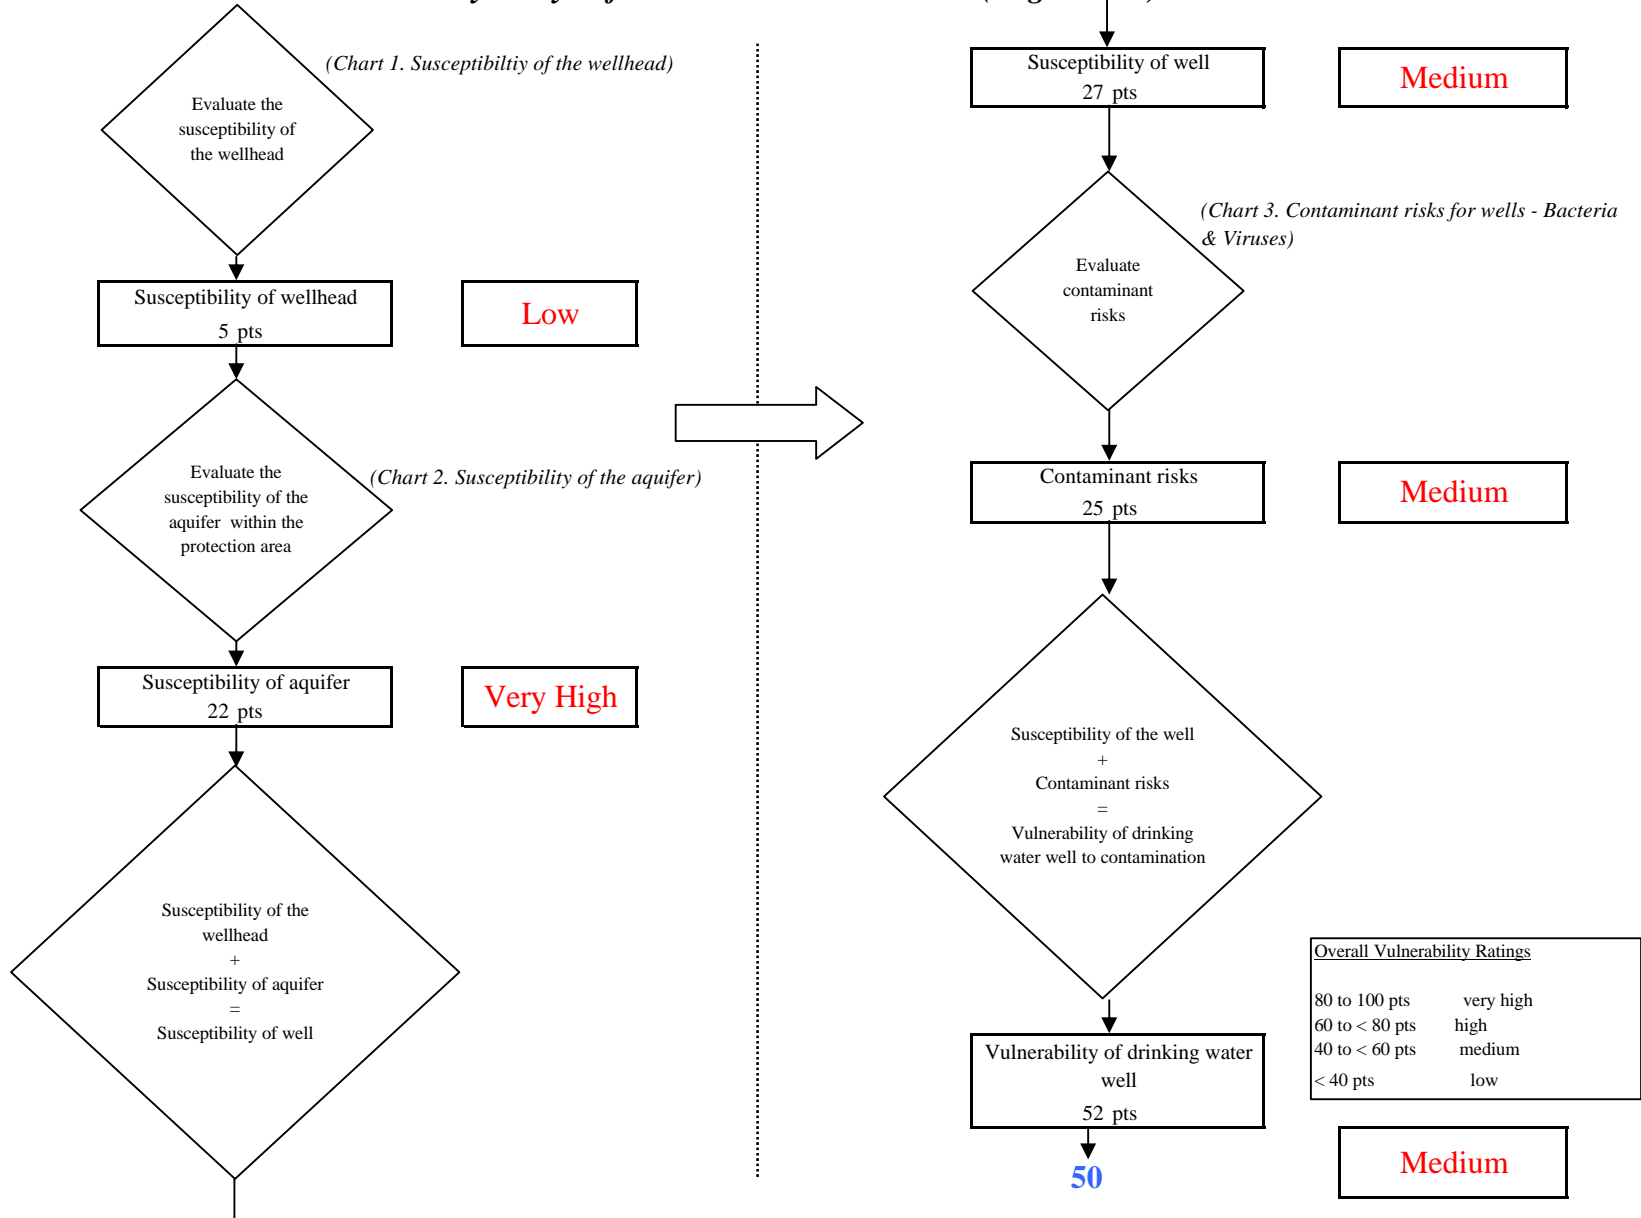 (Chart 1. Susceptibiltiy of the wellhead)
Evaluate the
susceptibility of
the wellhead
Susceptibility of wellhead
5 pts
Low
Evaluate the
susceptibility of the
aquifer within the
protection area
(Chart 2. Susceptibility of the aquifer)
Susceptibility of aquifer
22 pts
Very High
Susceptibility of the
wellhead
+
Susceptibility of aquifer
=
Susceptibility of well
Susceptibility of well
27 pts
Medium
(Chart 3. Contaminant risks for wells - Bacteria
& Viruses)
Evaluate
contaminant
risks
Contaminant risks
25 pts
Medium
Susceptibility of the well
+
Contaminant risks
=
Vulnerability of drinking
water well to contamination
Overall Vulnerability Ratings
80 to 100 pts very high
60 to < 80 pts high
40 to < 60 pts medium
< 40 pts low
Vulnerability of drinking water
well
52 pts
50
Medium